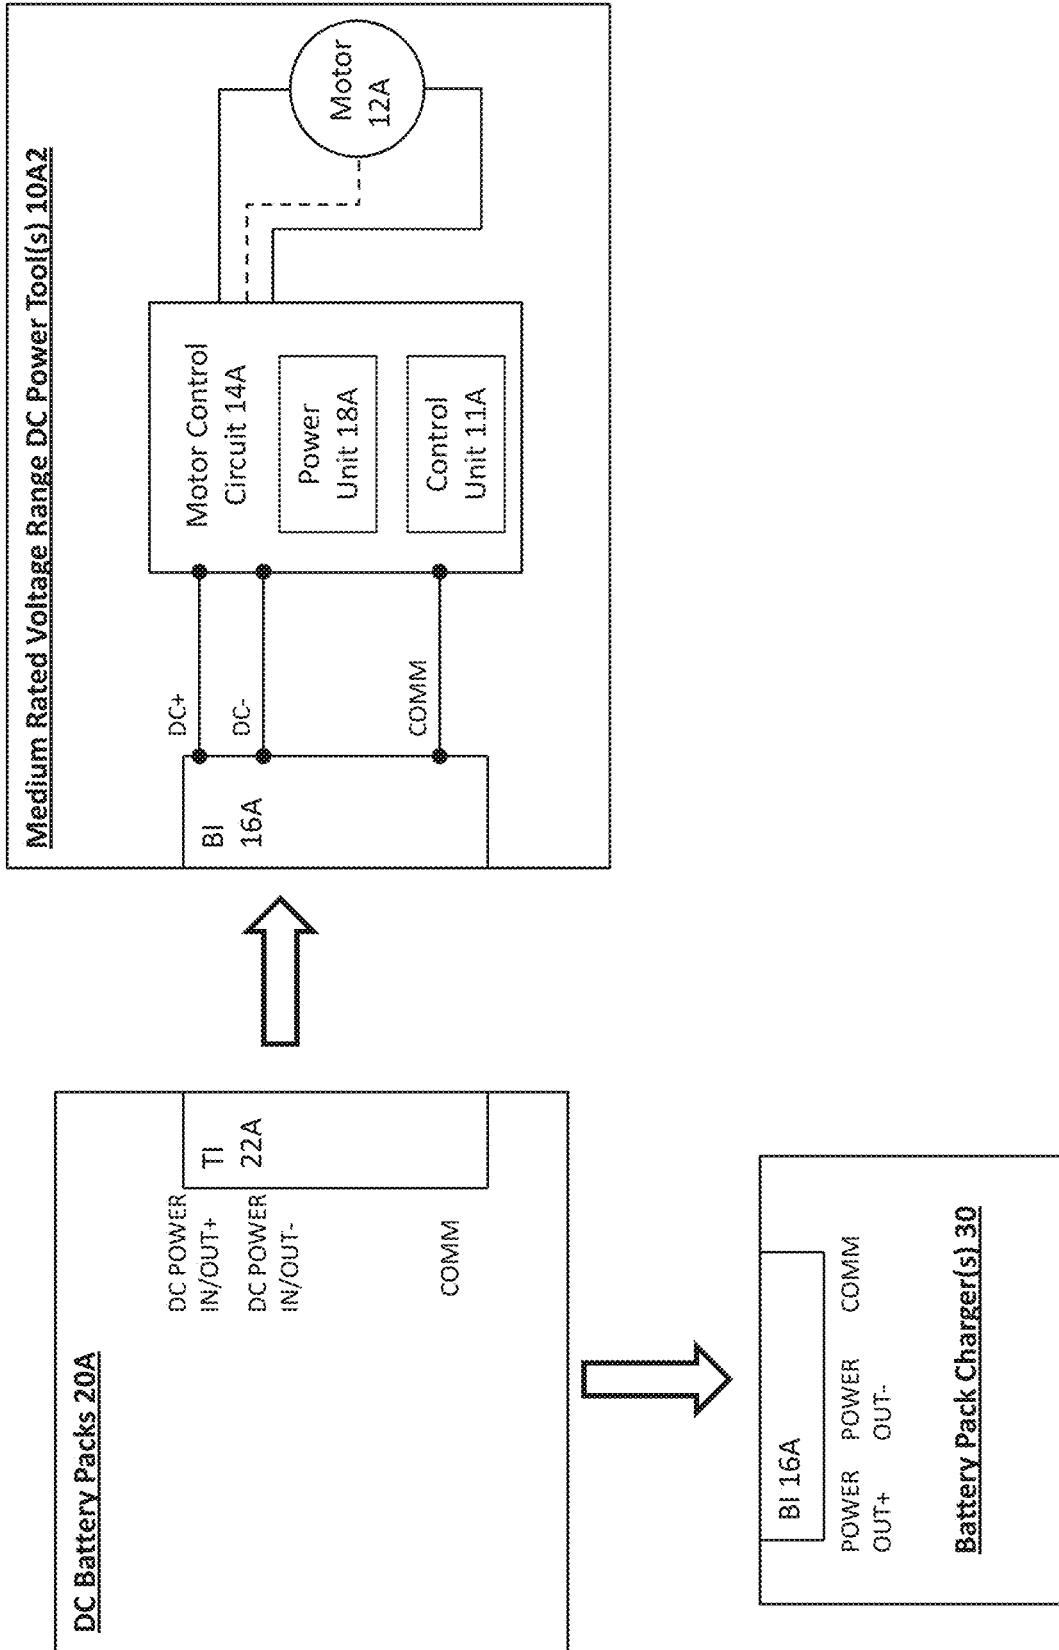 DC Battery Packs 20A
DC POWER
IN/OUT+
DC POWER
IN/OUT-
COMM
TI
22A
Medium Rated Voltage Range DC Power Tool(s) 10A2
BI
16A
DC+
DC-
COMM
Motor Control
Circuit 14A
Power
Unit 18A
Control
Unit 11A
Motor
12A
BI 16A
POWER
OUT+
POWER
OUT-
COMM
Battery Pack Charger(s) 30